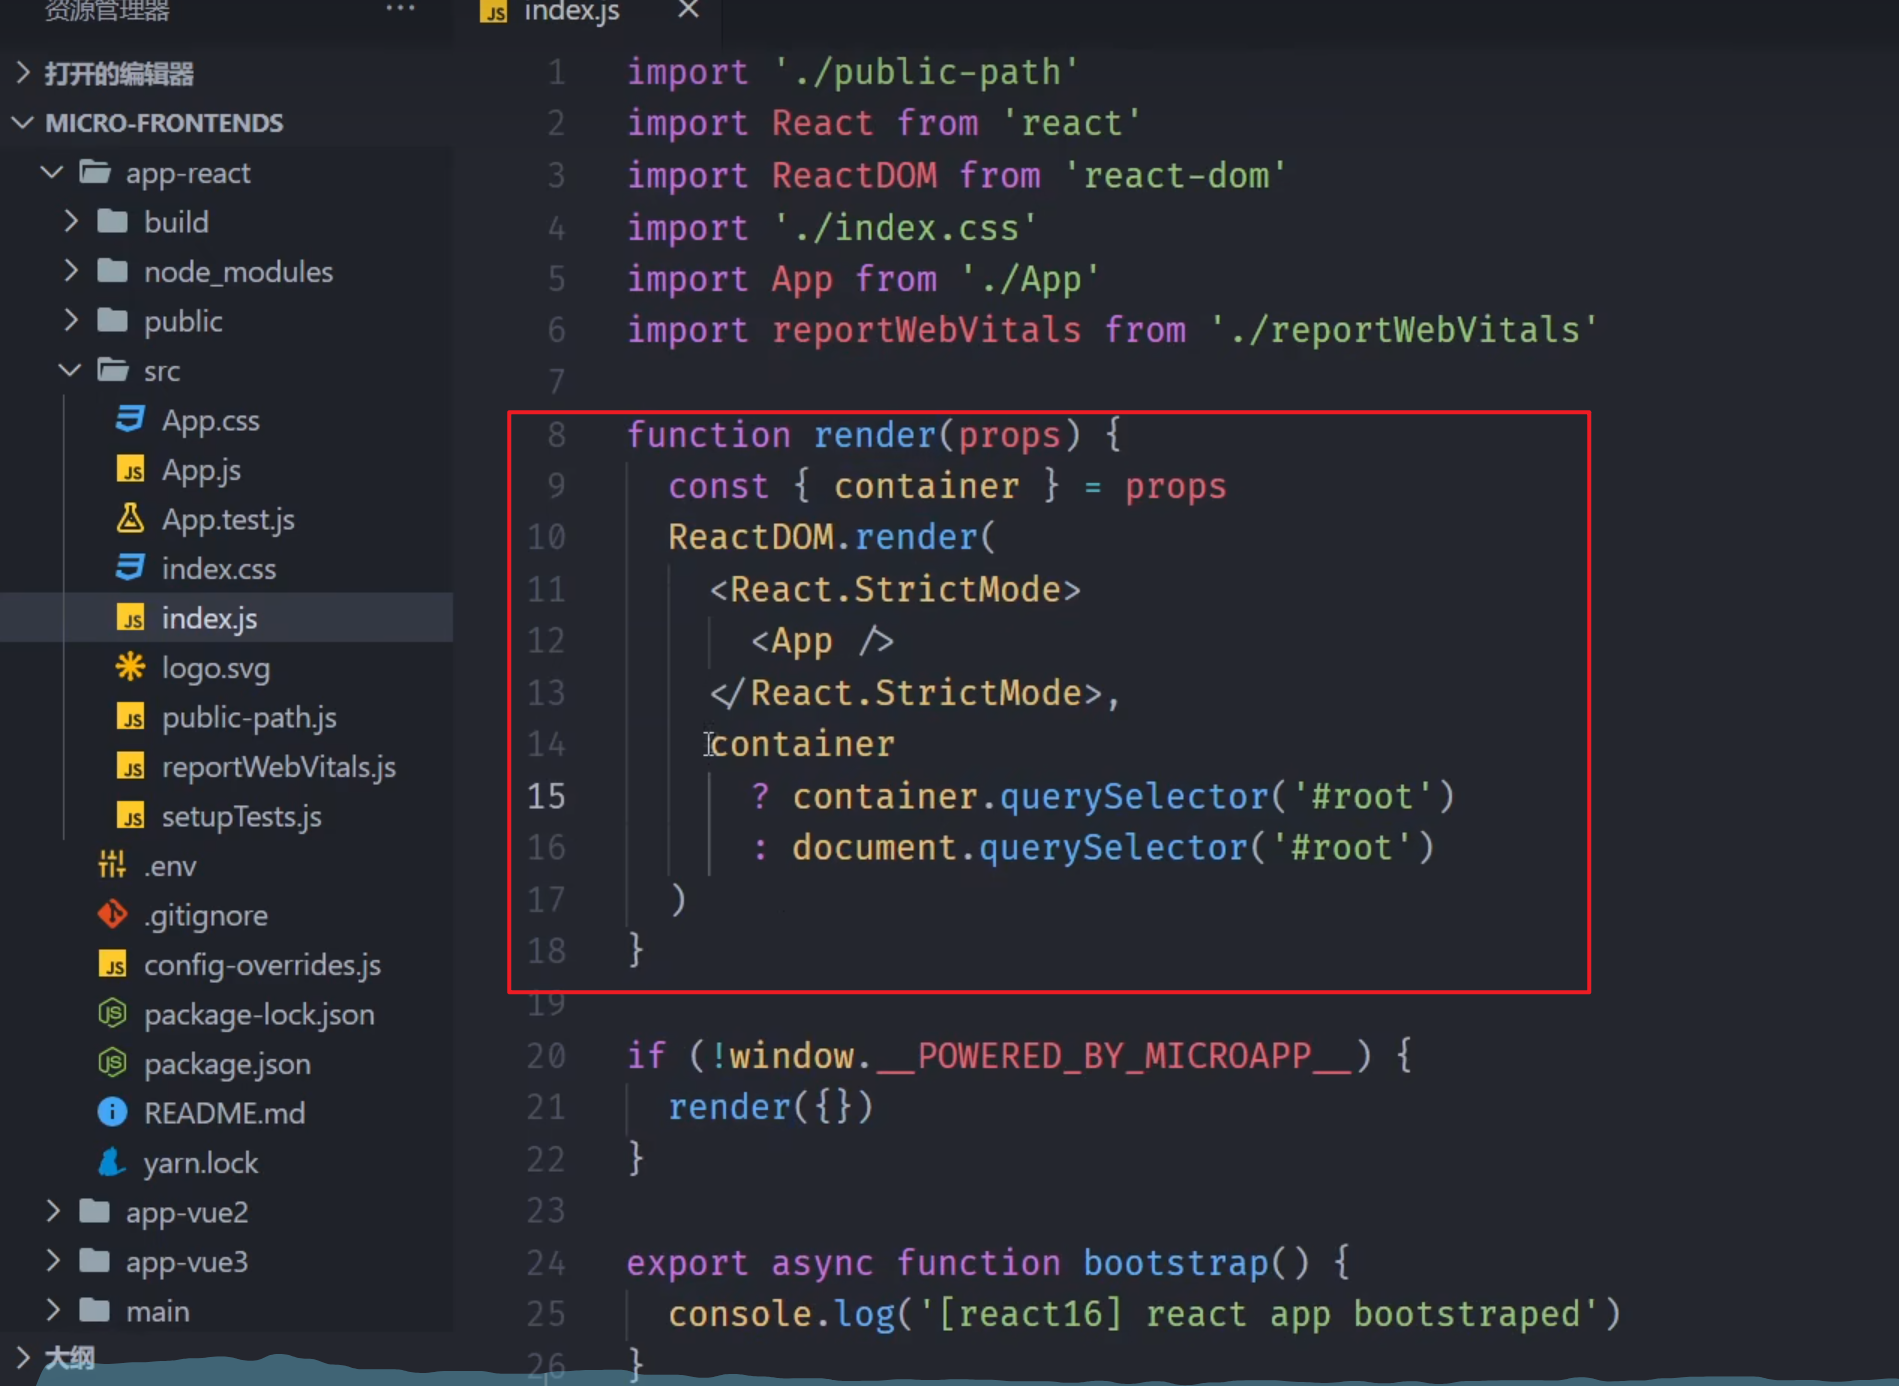 资源管理器 ···
打开的编辑器
MICRO-FRONTENDS
app-react
build
node_modules
public
src
App.css
App.js
App.test.js
index.css
index.js
logo.svg
public-path.js
reportWebVitals.js
setupTests.js
.env
.gitignore
config-overrides.js
package-lock.json
package.json
README.md
yarn.lock
app-vue2
app-vue3
main
大纲
JS index.js ×
1 import './public-path'
2 import React from 'react'
3 import ReactDOM from 'react-dom'
4 import './index.css'
5 import App from './App'
6 import reportWebVitals from './reportWebVitals'
7
8 function render(props) {
9 const { container } = props
10 ReactDOM.render(
11 <React.StrictMode>
12 <App />
13 </React.StrictMode>,
14 container
15 ? container.querySelector('#root')
16 : document.querySelector('#root')
17 )
18 }
19
20 if (!window.__POWERED_BY_MICROAPP__) {
21 render({})
22 }
23
24 export async function bootstrap() {
25 console.log('[react16] react app bootstraped')
26 }